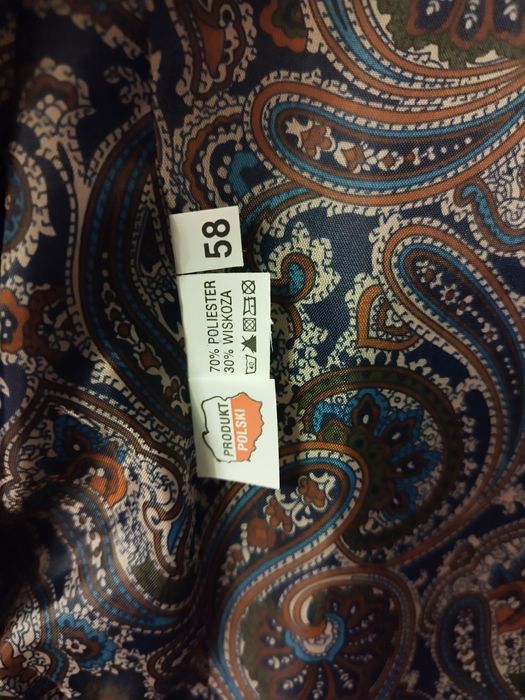 58
70% POLIESTER
30% WISKOZA
PRODUKT
POLSKI